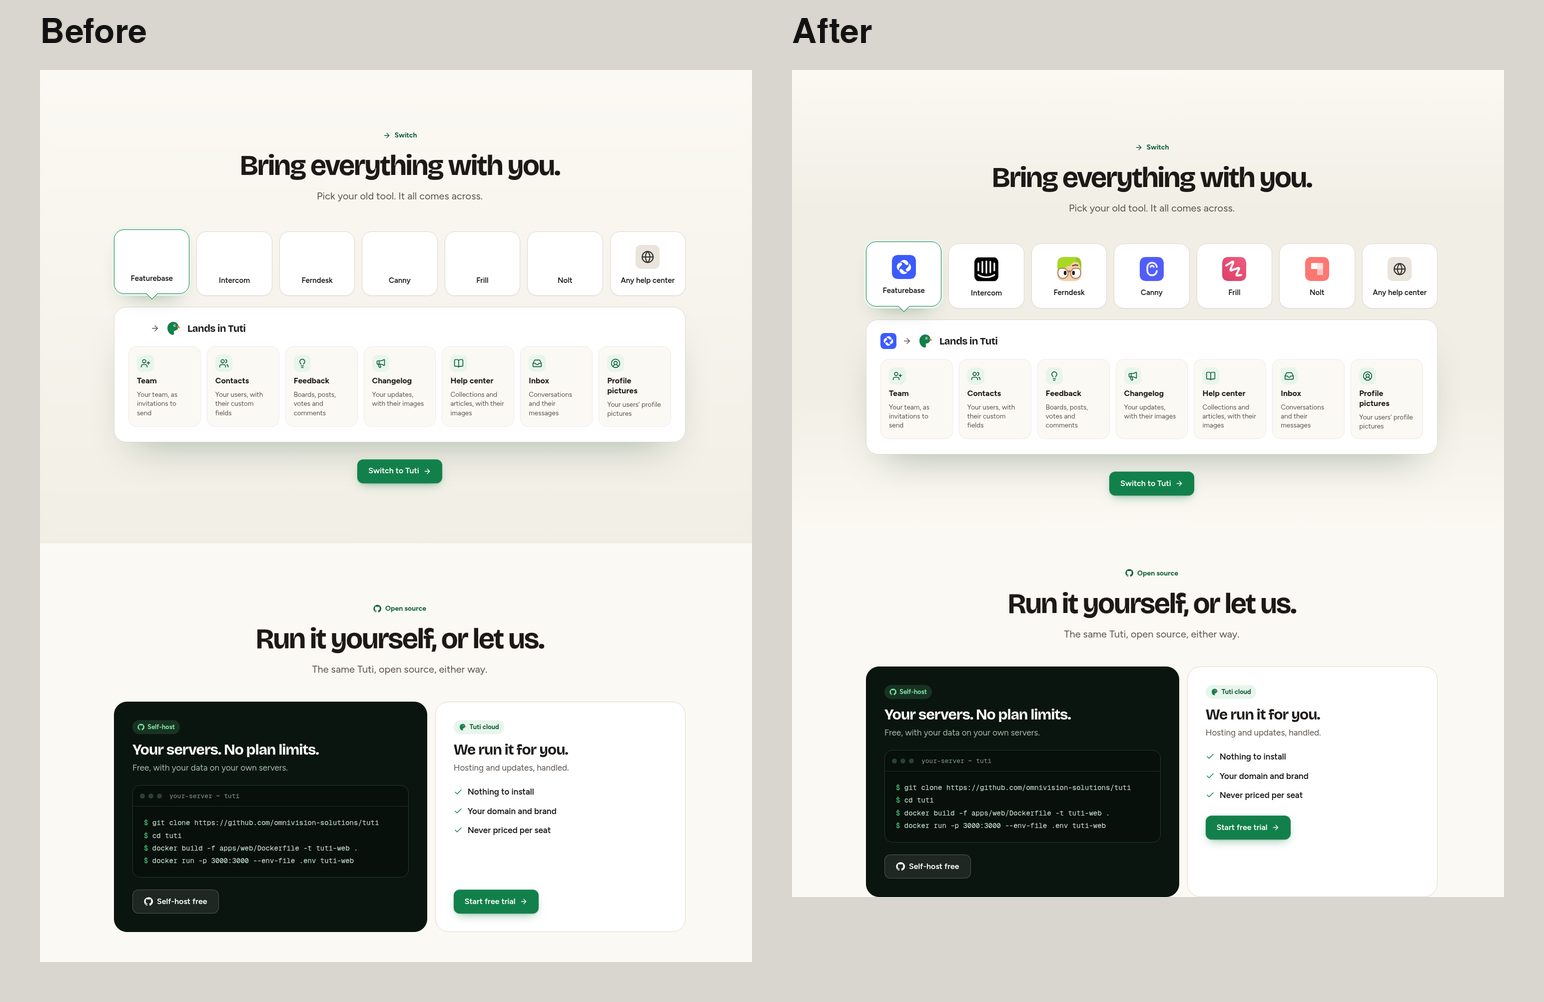 Before
Switch
Bring everything with you.
Pick your old tool. It all comes across.
Featurebase
Intercom
Ferndesk
Canny
Frill
Nolt
Any help center
Lands in Tuti
Team
Your team, as
invitations to
send
Contacts
Your users, with
their custom
fields
Feedback
Boards, posts,
votes and
comments
Changelog
Your updates,
with their images
Help center
Collections and
articles, with their
images
Inbox
Conversations
and their
messages
Profile
pictures
Your users' profile
pictures
Switch to Tuti
Open source
Run it yourself, or let us.
The same Tuti, open source, either way.
Self-host
Your servers. No plan limits.
Free, with your data on your own servers.
your-server — tuti
$ git clone https://github.com/omnivision-solutions/tuti
$ cd tuti
$ docker build -f apps/web/Dockerfile -t tuti-web .
$ docker run -p 3000:3000 --env-file .env tuti-web
Self-host free
Tuti cloud
We run it for you.
Hosting and updates, handled.
Nothing to install
Your domain and brand
Never priced per seat
Start free trial
After
Switch
Bring everything with you.
Pick your old tool. It all comes across.
Featurebase
Intercom
Ferndesk
Canny
Frill
Nolt
Any help center
Lands in Tuti
Team
Your team, as
invitations to
send
Contacts
Your users, with
their custom
fields
Feedback
Boards, posts,
votes and
comments
Changelog
Your updates,
with their images
Help center
Collections and
articles, with their
images
Inbox
Conversations
and their
messages
Profile
pictures
Your users' profile
pictures
Switch to Tuti
Open source
Run it yourself, or let us.
The same Tuti, open source, either way.
Self-host
Your servers. No plan limits.
Free, with your data on your own servers.
your-server — tuti
$ git clone https://github.com/omnivision-solutions/tuti
$ cd tuti
$ docker build -f apps/web/Dockerfile -t tuti-web .
$ docker run -p 3000:3000 --env-file .env tuti-web
Self-host free
Tuti cloud
We run it for you.
Hosting and updates, handled.
Nothing to install
Your domain and brand
Never priced per seat
Start free trial